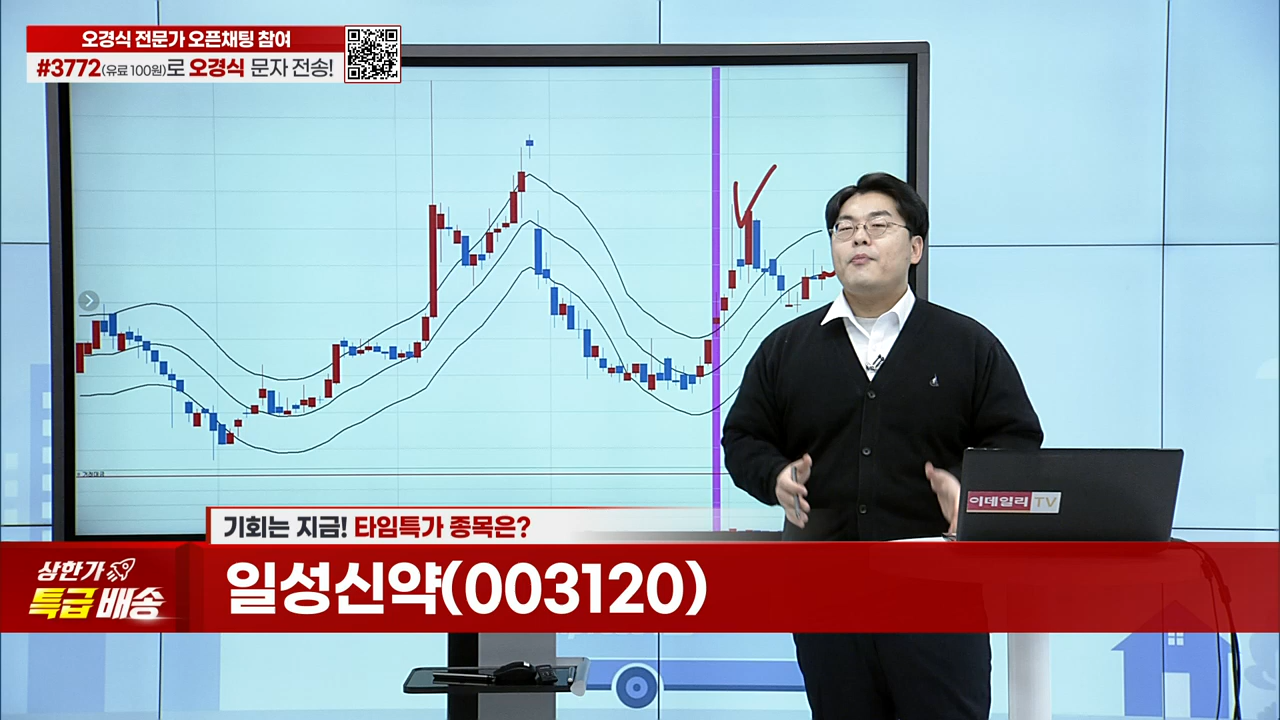 오경식 전문가 오픈채팅 참여
#3772(유료 100원)로 오경식 문자 전송!
이데일리TV
기회는 지금! 타임특가 종목은?
상한가
특급배송
일성신약(003120)